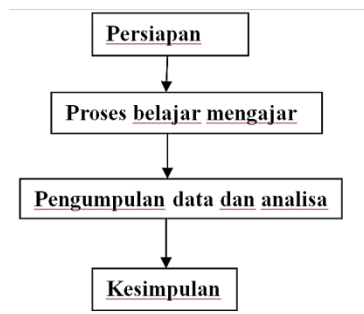 Persiapan
Proses belajar mengajar
Pengumpulan data dan analisa
Kesimpulan